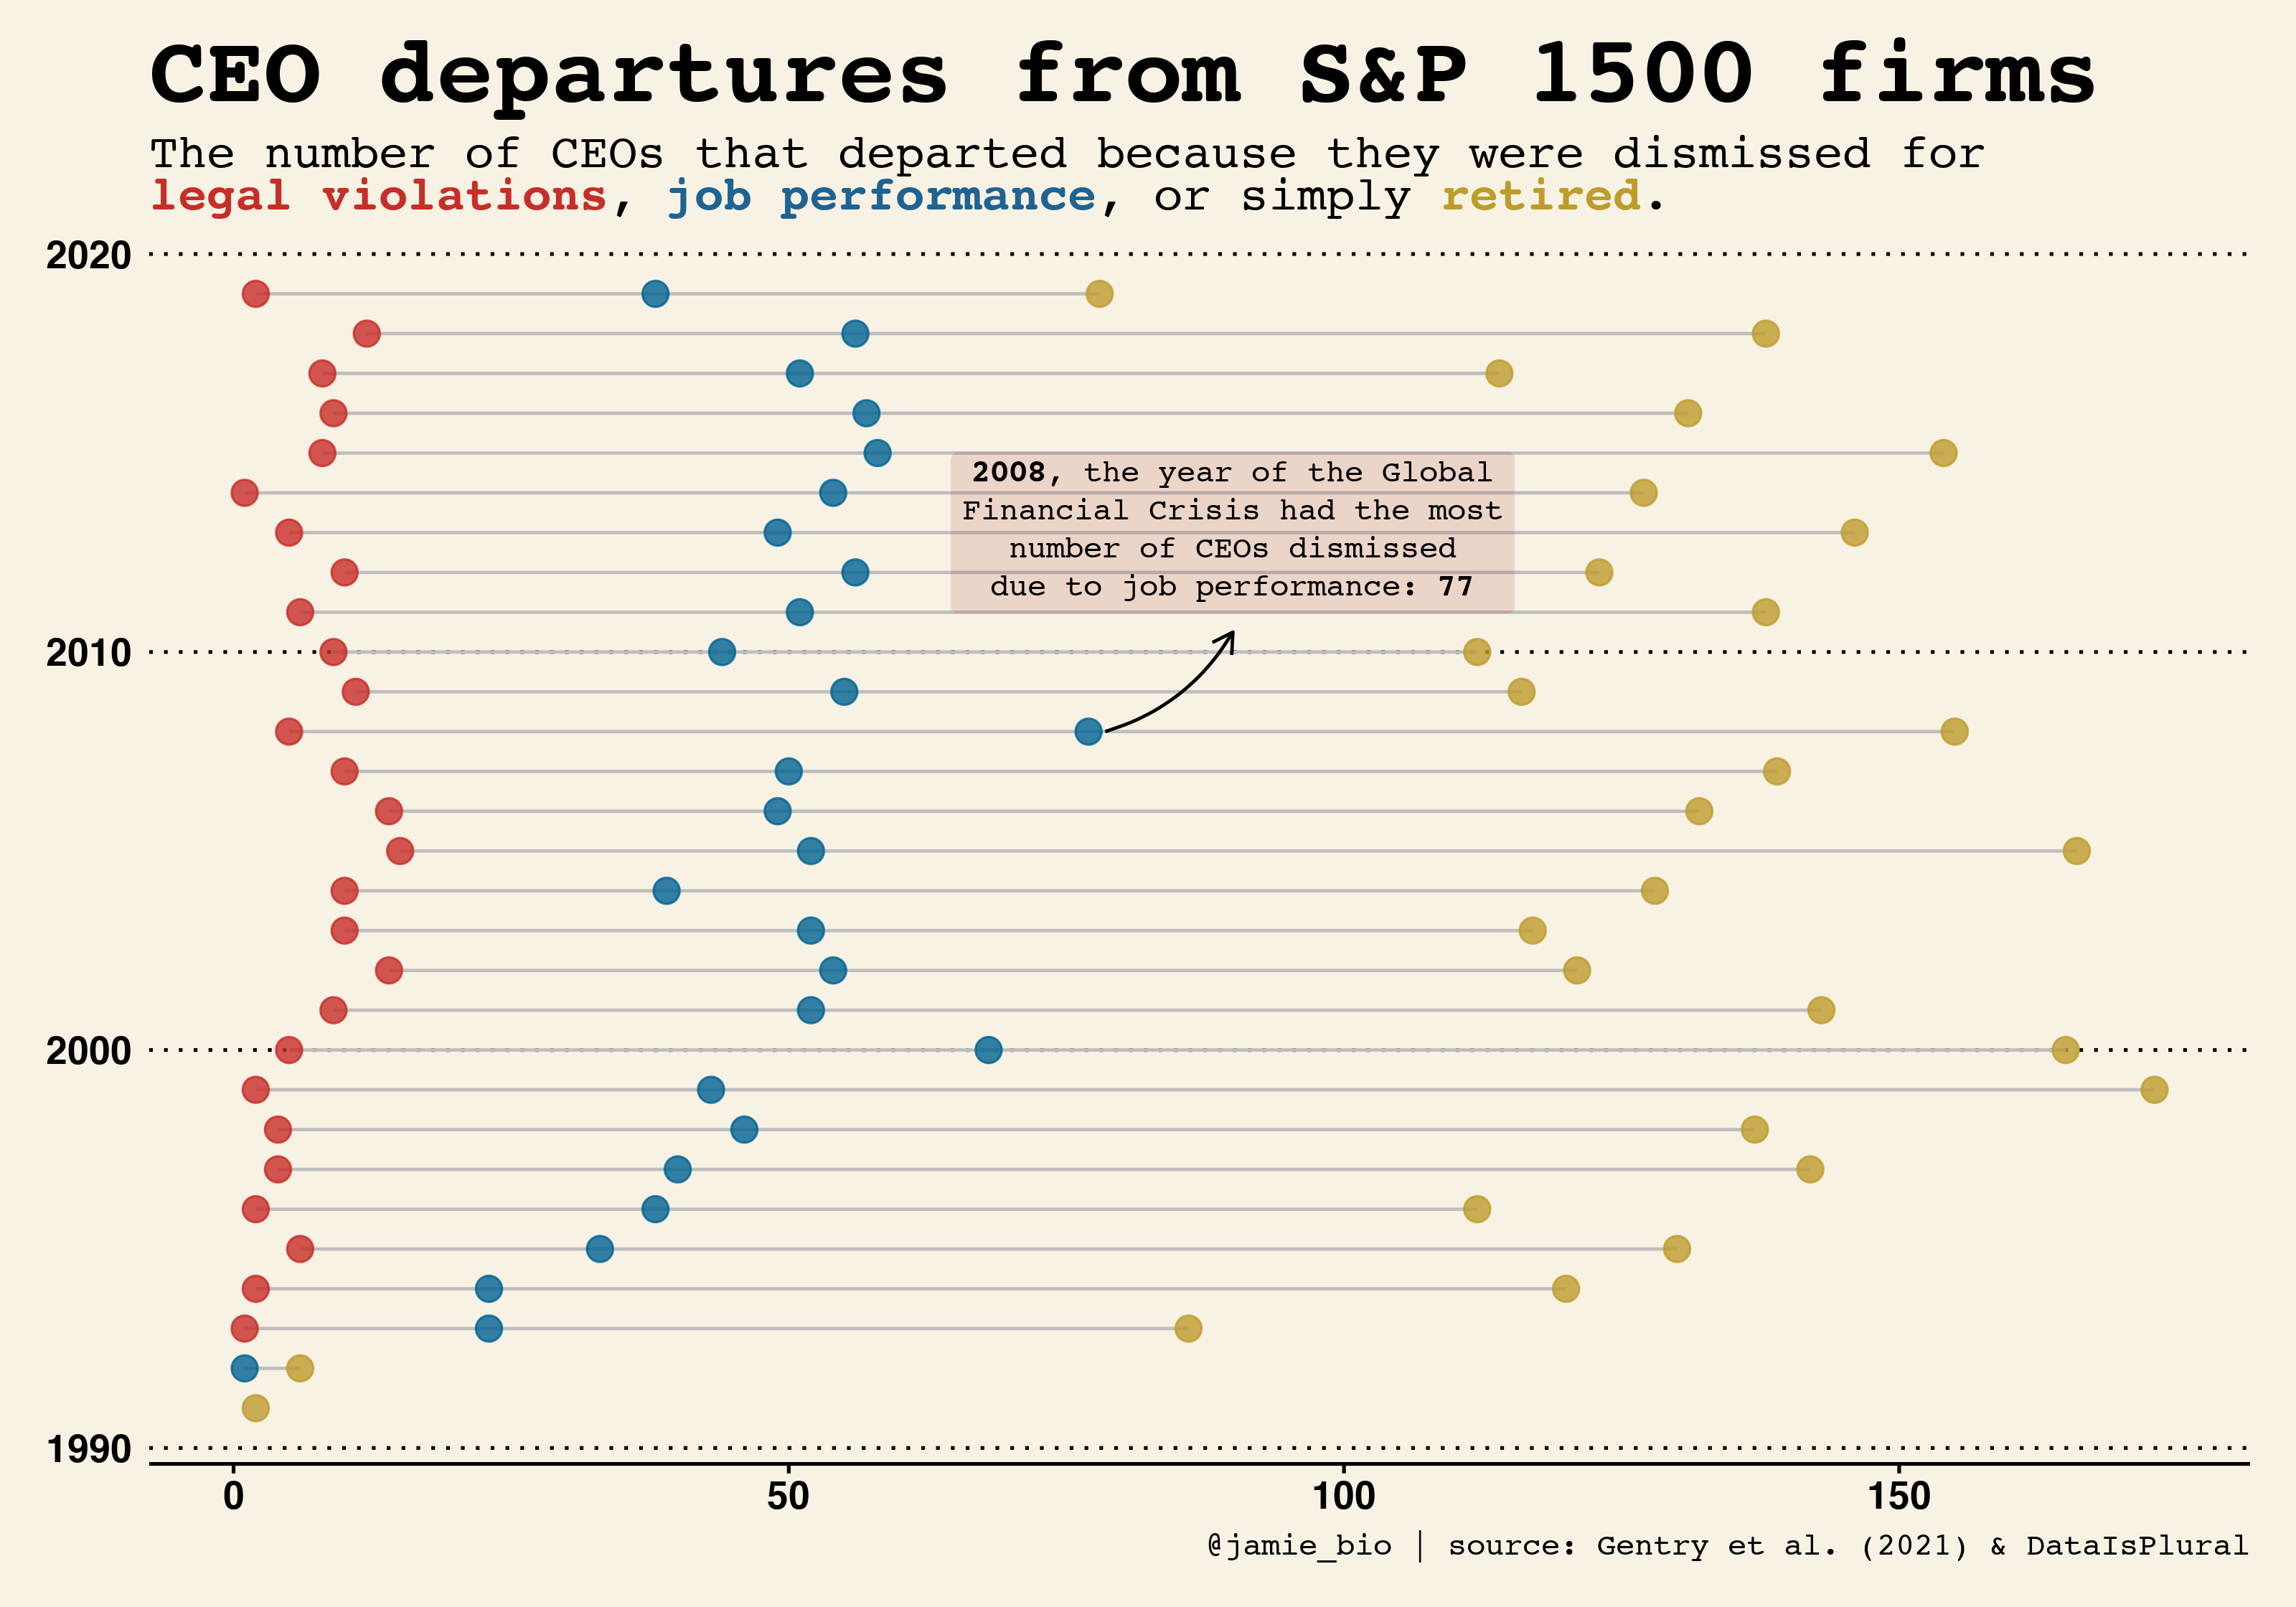 CEO departures from S&P 1500 firms
The number of CEOs that departed because they were dismissed for
legal violations, job performance, or simply retired.
2020
2008, the year of the Global
Financial Crisis had the most
number of CEOs dismissed
due to job performance: 77
2010
2000
1990
0 50 100 150
@jamie_bio | source: Gentry et al. (2021) & DataIsPlural